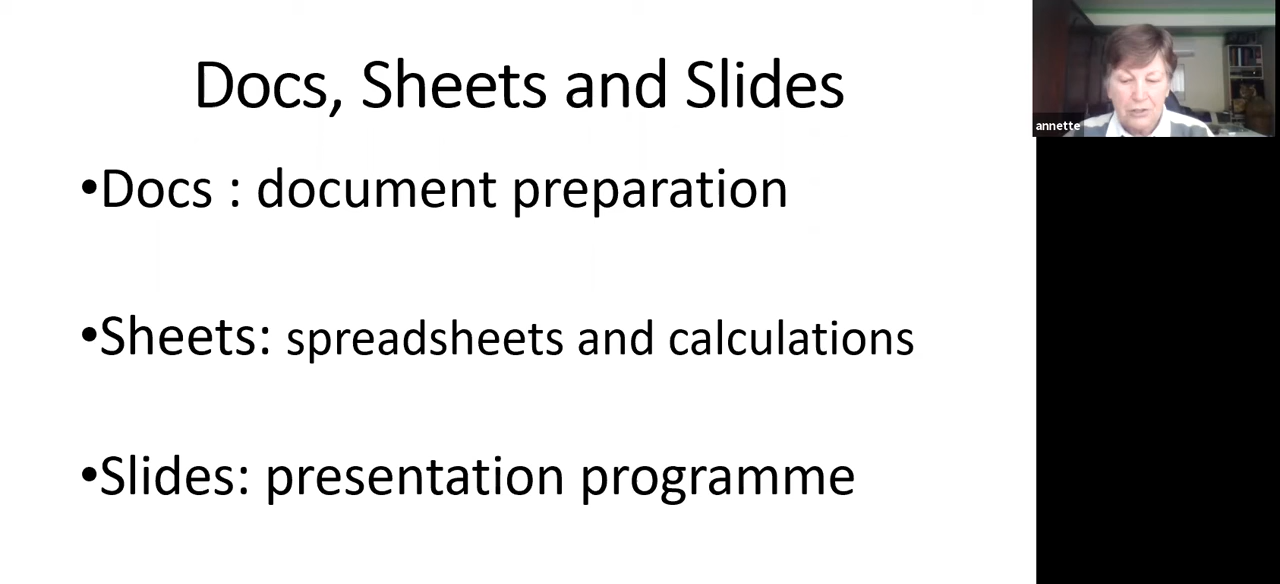 Docs, Sheets and Slides
•Docs : document preparation
•Sheets: spreadsheets and calculations
•Slides: presentation programme
annette